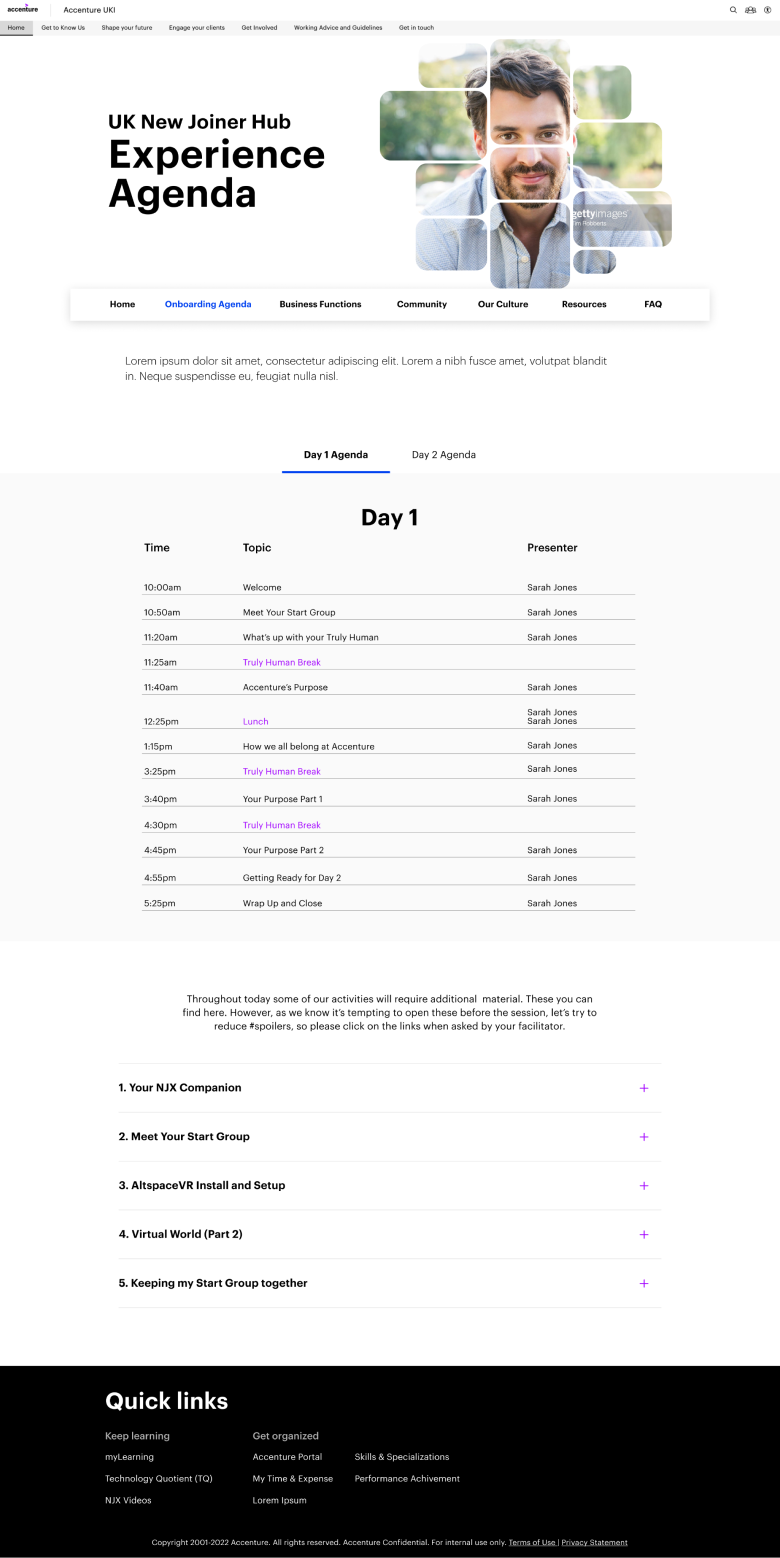 accenture Accenture UKI
Home Get to Know Us Shape your future Engage your clients Get Involved Working Advice and Guidelines Get in touch
UK New Joiner Hub
Experience
Agenda
gettyimages
Home Onboarding Agenda Business Functions Community Our Culture Resources FAQ
Lorem ipsum dolor sit amet, consectetur adipiscing elit. Lorem a nibh fusce amet, volutpat blandit
in. Neque suspendisse eu, feugiat nulla nisl.
Day 1 Agenda Day 2 Agenda
Day 1
Time Topic Presenter
10:00am Welcome Sarah Jones
10:50am Meet Your Start Group Sarah Jones
11:20am What's up with your Truly Human Sarah Jones
11:25am Truly Human Break
11:40am Accenture's Purpose Sarah Jones
Sarah Jones
12:25pm Lunch Sarah Jones
1:15pm How we all belong at Accenture Sarah Jones
3:25pm Truly Human Break Sarah Jones
3:40pm Your Purpose Part 1 Sarah Jones
4:30pm Truly Human Break
4:45pm Your Purpose Part 2 Sarah Jones
4:55pm Getting Ready for Day 2 Sarah Jones
5:25pm Wrap Up and Close Sarah Jones
Throughout today some of our activities will require additional material. These you can
find here. However, as we know it's tempting to open these before the session, let's try to
reduce #spoilers, so please click on the links when asked by your facilitator.
1. Your NJX Companion +
2. Meet Your Start Group +
3. AltspaceVR Install and Setup +
4. Virtual World (Part 2) +
5. Keeping my Start Group together +
Quick links
Keep learning Get organized
myLearning Accenture Portal Skills & Specializations
Technology Quotient (TQ) My Time & Expense Performance Achivement
NJX Videos Lorem Ipsum
Copyright 2001-2022 Accenture. All rights reserved. Accenture Confidential. For internal use only. Terms of Use | Privacy Statement